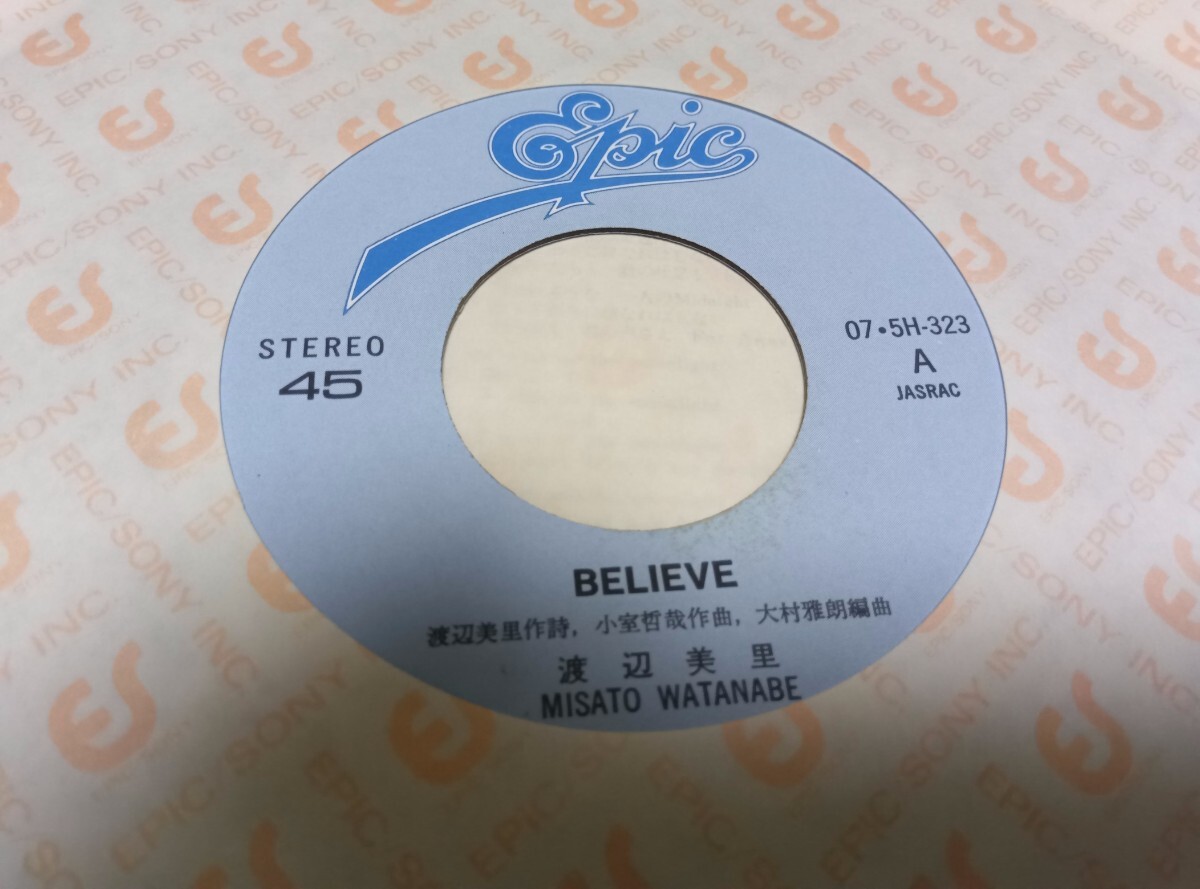 Epic
STEREO
45
07•5H-323
A
JASRAC
BELIEVE
渡辺美里作詩, 小室哲哉作曲, 大村雅朗編曲
渡辺美里
MISATO WATANABE
EPIC/SONY INC.